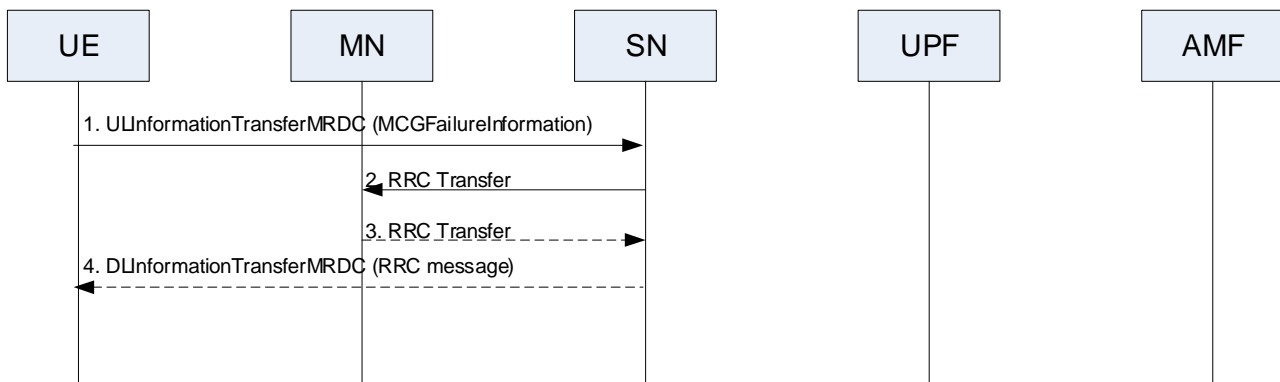 UE MN SN UPF AMF
1. ULInformationTransferMRDC (MCGFailureInformation)
2. RRC Transfer
3. RRC Transfer
4. DLInformationTransferMRDC (RRC message)